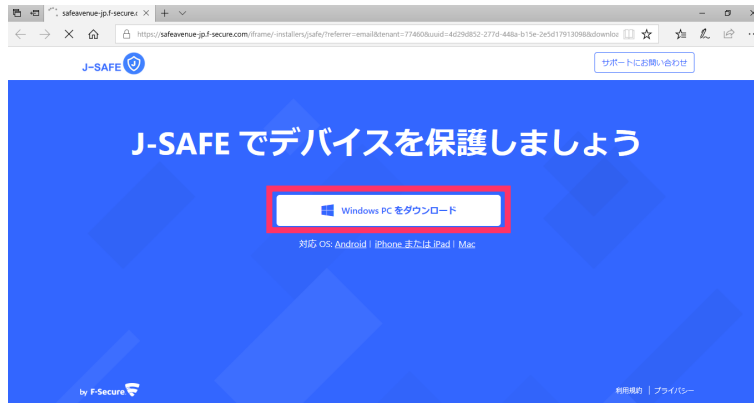 safeavenue-jp.f-secure.c
https://safeavenue-jp.f-secure.com/iframe/-installers/jsafe/?referrer=email&tenant=77460&uuid=4d29d852-277d-448a-b15e-2e5d17913098&downloa
J-SAFE
サポートにお問い合わせ
J-SAFE でデバイスを保護しましょう
Windows PC をダウンロード
対応 OS: Android | iPhone または iPad | Mac
by F-Secure
利用規約 | プライバシー